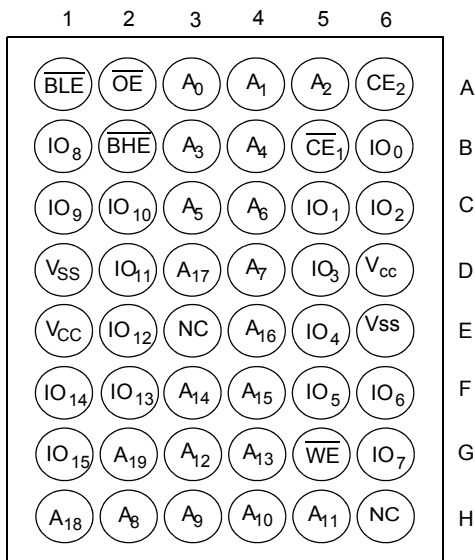 1 2 3 4 5 6
BLE OE A0 A1 A2 CE2 A
IO8 BHE A3 A4 CE1 IO0 B
IO9 IO10 A5 A6 IO1 IO2 C
VSS IO11 A17 A7 IO3 Vcc D
VCC IO12 NC A16 IO4 Vss E
IO14 IO13 A14 A15 IO5 IO6 F
IO15 A19 A12 A13 WE IO7 G
A18 A8 A9 A10 A11 NC H